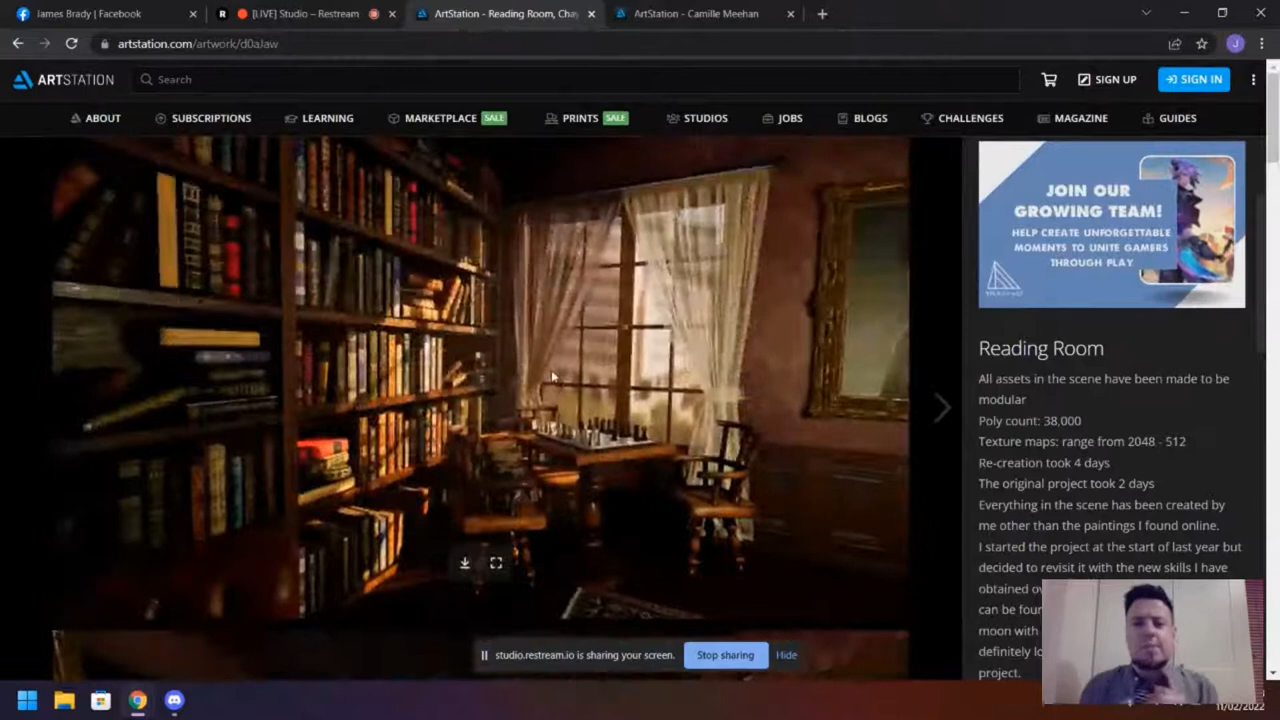 James Brady | Facebook
R
[LIVE] Studio – Restream
ArtStation - Reading Room, Chay
ArtStation - Camille Meehan
artstation.com/artwork/d0aJaw
J
ARTSTATION
Search
SIGN UP
SIGN IN
ABOUT
SUBSCRIPTIONS
LEARNING
MARKETPLACE SALE
PRINTS SALE
STUDIOS
JOBS
BLOGS
CHALLENGES
MAGAZINE
GUIDES
JOIN OUR
GROWING TEAM!
HELP CREATE UNFORGETTABLE
MOMENTS TO UNITE GAMERS
THROUGH PLAY
Reading Room
All assets in the scene have been made to be
modular
Poly count: 38,000
Texture maps: range from 2048 - 512
Re-creation took 4 days
The original project took 2 days
Everything in the scene has been created by
me other than the paintings I found online.
I started the project at the start of last year but
decided to revisit it with the new skills I have
obtained
can be
moon with
definitely
project.
studio.restream.io is sharing your screen.
Stop sharing
Hide
11/02/2022